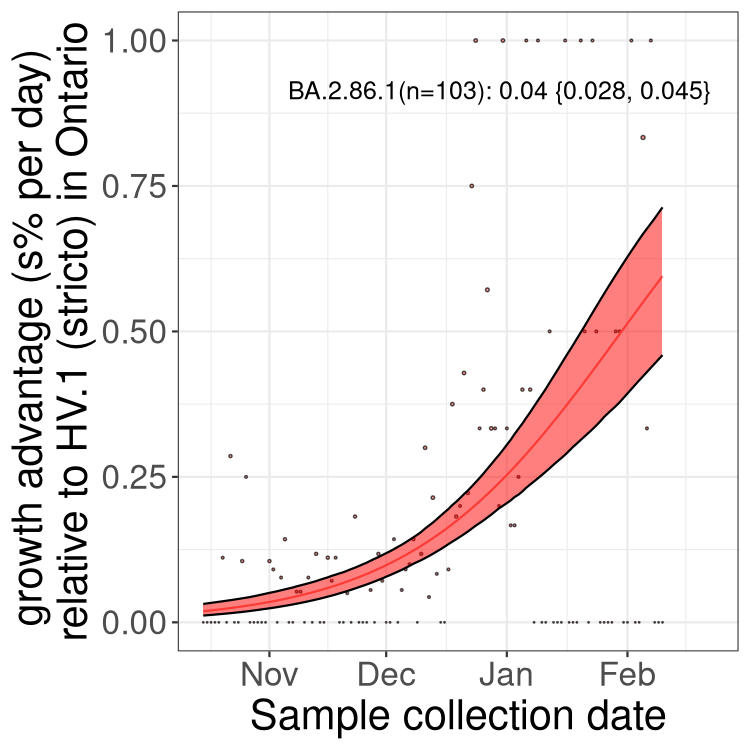 growth advantage (s% per day)
relative to HV.1 (stricto) in Ontario
1.00
0.75
0.50
0.25
0.00
BA.2.86.1(n=103): 0.04 {0.028, 0.045}
Nov Dec Jan Feb
Sample collection date